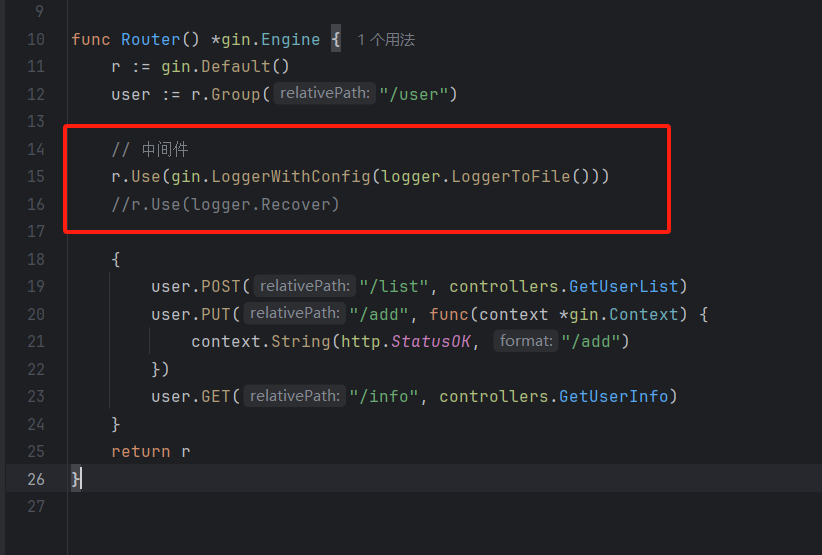 9
10 func Router() *gin.Engine { 1 个用法
11 r := gin.Default()
12 user := r.Group( relativePath: "/user")
13
14 // 中间件
15 r.Use(gin.LoggerWithConfig(logger.LoggerToFile()))
16 //r.Use(logger.Recover)
17
18 {
19 user.POST( relativePath: "/list", controllers.GetUserList)
20 user.PUT( relativePath: "/add", func(context *gin.Context) {
21 context.String(http.StatusOK, format: "/add")
22 })
23 user.GET( relativePath: "/info", controllers.GetUserInfo)
24 }
25 return r
26 }
27